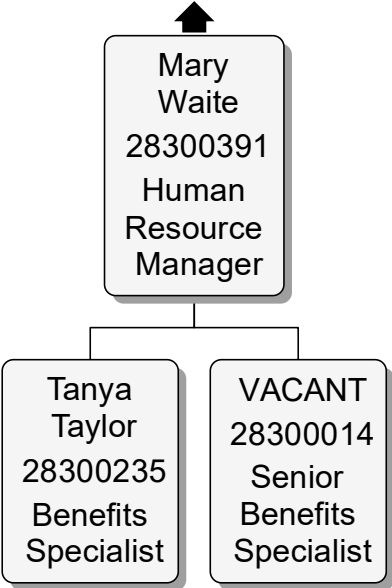 Mary
Waite
28300391
Human
Resource
Manager
Tanya
Taylor
28300235
Benefits
Specialist
VACANT
28300014
Senior
Benefits
Specialist